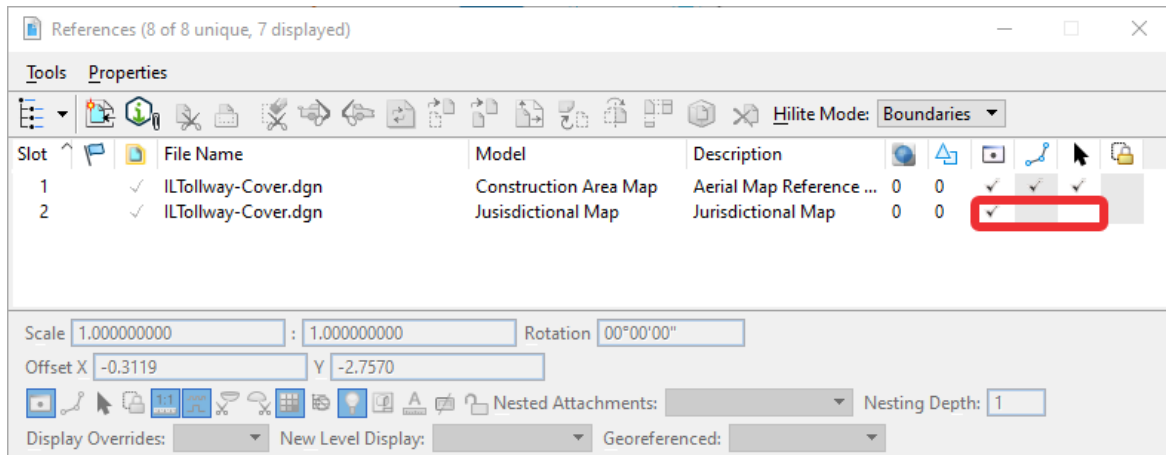 References (8 of 8 unique, 7 displayed)
Tools Properties
Hilite Mode: Boundaries
Slot File Name Model Description
1 ILTollway-Cover.dgn Construction Area Map Aerial Map Reference ... 0 0
2 ILTollway-Cover.dgn Jusisdictional Map Jurisdictional Map 0 0
Scale 1.000000000 : 1.000000000 Rotation 00°00'00"
Offset X -0.3119 Y -2.7570
1:1 Nested Attachments: Nesting Depth: 1
Display Overrides: New Level Display: Georeferenced: